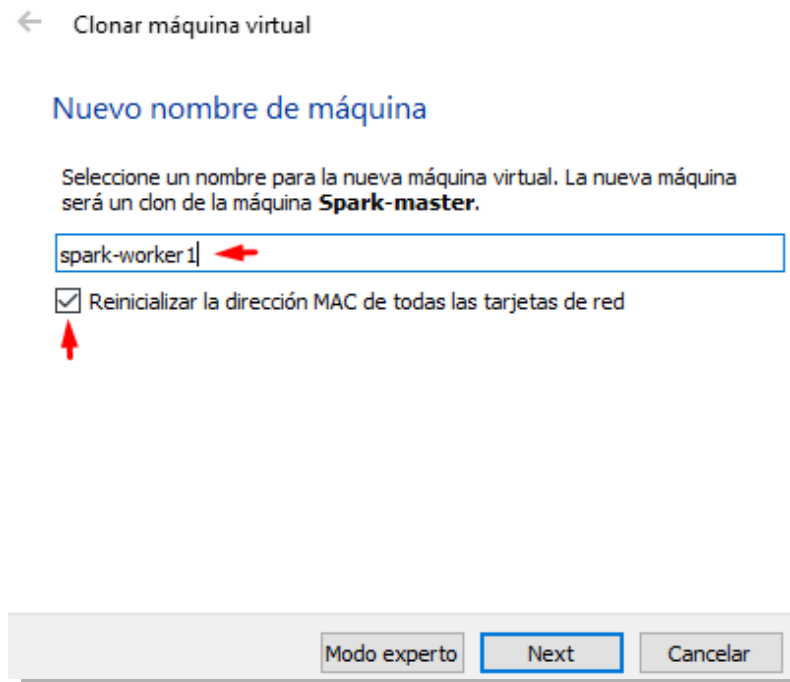 Clonar máquina virtual
Nuevo nombre de máquina
Seleccione un nombre para la nueva máquina virtual. La nueva máquina
será un clon de la máquina Spark-master.
spark-worker1
Reinicializar la dirección MAC de todas las tarjetas de red
Modo experto Next Cancelar